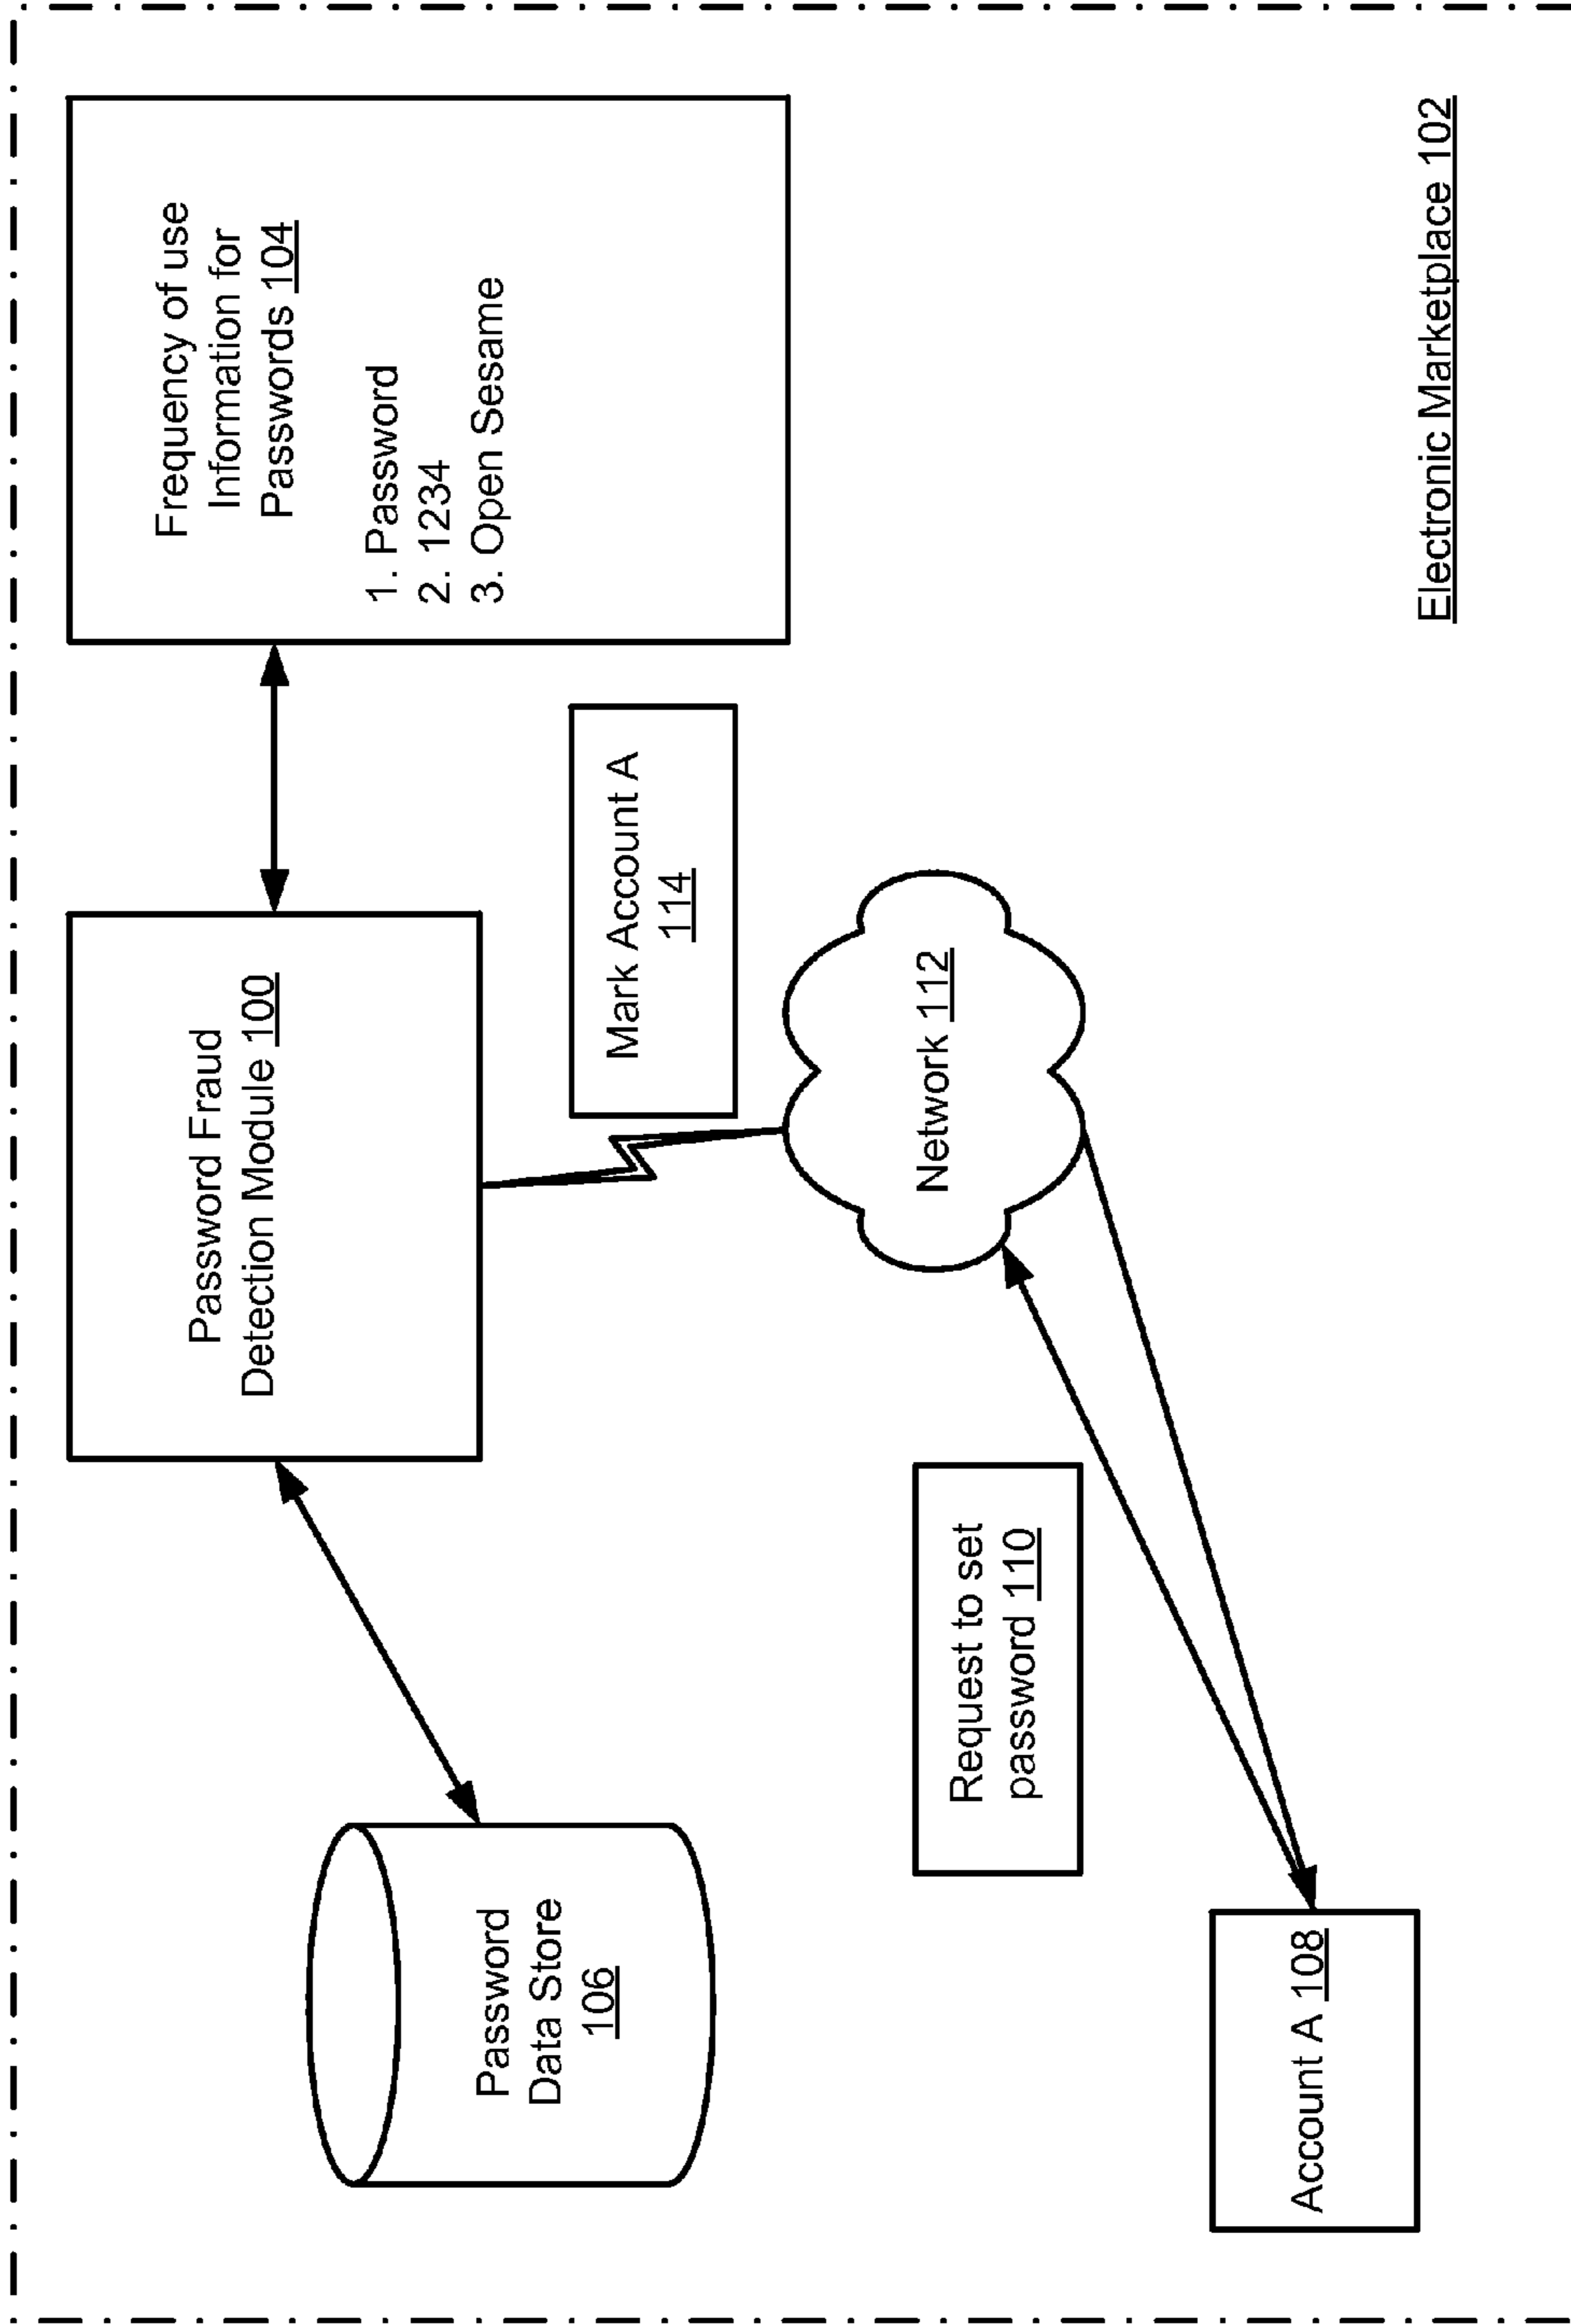 Password Fraud
Detection Module 100
Frequency of use
Information for
Passwords 104
1. Password
2. 1234
3. Open Sesame
Password
Data Store
106
Mark Account A
114
Network 112
Request to set
password 110
Account A 108
Electronic Marketplace 102